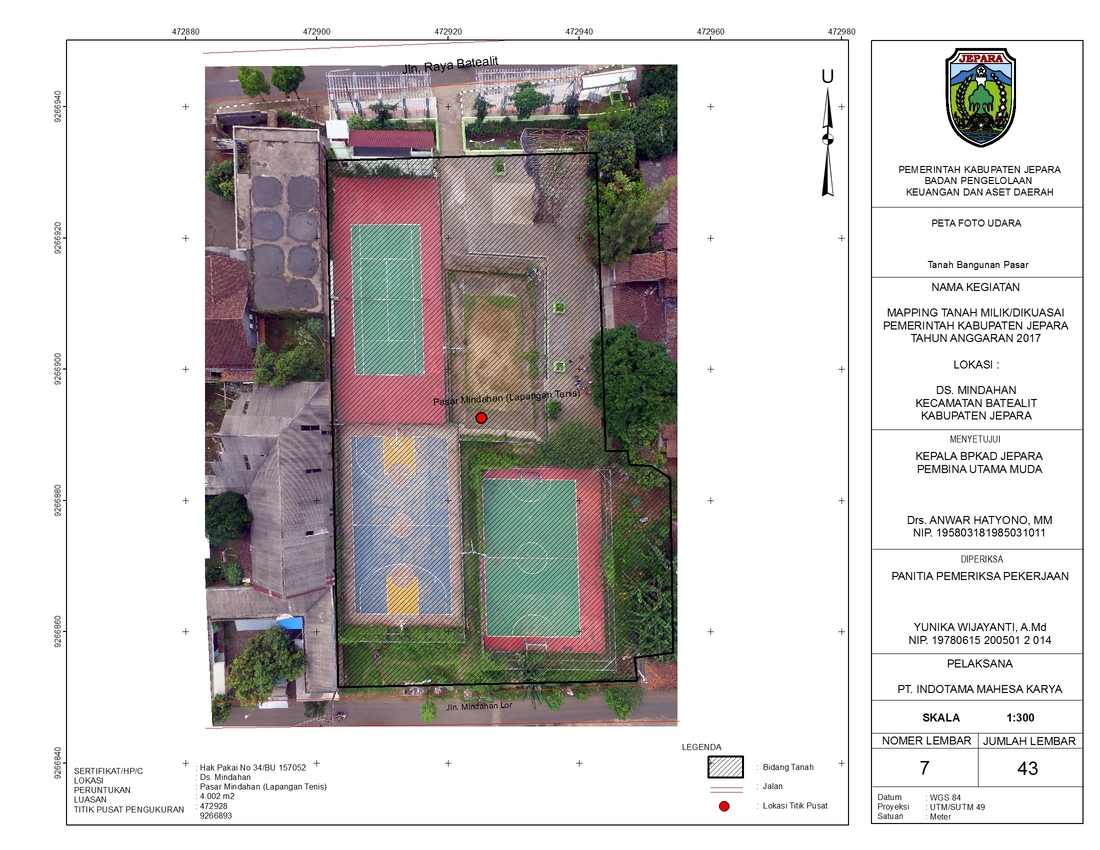 472880
472900
472920
472940
472960
472980
9266940
9266920
9266900
9266880
9266860
9266840
Jln. Raya Batealit
U
Pasar Mindahan (Lapangan Tenis)
Jln. Mindahan Lor
SERTIFIKAT/HP/C : Hak Pakai No 34/BU 157052
LOKASI : Ds. Mindahan
PERUNTUKAN : Pasar Mindahan (Lapangan Tenis)
LUASAN : 4.002 m2
TITIK PUSAT PENGUKURAN : 472928
9266893
LEGENDA
: Bidang Tanah
: Jalan
: Lokasi Titik Pusat
JEPARA
PEMERINTAH KABUPATEN JEPARA
BADAN PENGELOLAAN
KEUANGAN DAN ASET DAERAH
PETA FOTO UDARA
Tanah Bangunan Pasar
NAMA KEGIATAN
MAPPING TANAH MILIK/DIKUASAI
PEMERINTAH KABUPATEN JEPARA
TAHUN ANGGARAN 2017
LOKASI :
DS. MINDAHAN
KECAMATAN BATEALIT
KABUPATEN JEPARA
MENYETUJUI
KEPALA BPKAD JEPARA
PEMBINA UTAMA MUDA
Drs. ANWAR HATYONO, MM
NIP. 195803181985031011
DIPERIKSA
PANITIA PEMERIKSA PEKERJAAN
YUNIKA WIJAYANTI, A.Md
NIP. 19780615 200501 2 014
PELAKSANA
PT. INDOTAMA MAHESA KARYA
SKALA 1:300
NOMER LEMBAR JUMLAH LEMBAR
7 43
Datum : WGS 84
Proyeksi : UTM/SUTM 49
Satuan : Meter